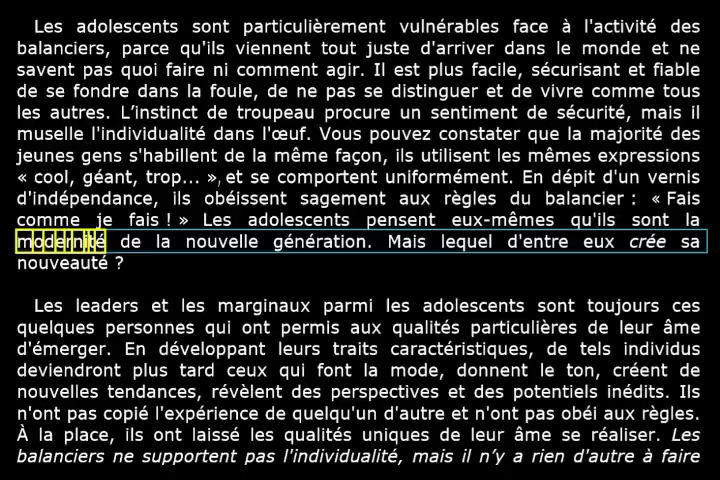 Les adolescents sont particulièrement vulnérables face à l'activité des
balanciers, parce qu'ils viennent tout juste d'arriver dans le monde et ne
savent pas quoi faire ni comment agir. Il est plus facile, sécurisant et fiable
de se fondre dans la foule, de ne pas se distinguer et de vivre comme tous
les autres. L’instinct de troupeau procure un sentiment de sécurité, mais il
muselle l'individualité dans l'œuf. Vous pouvez constater que la majorité des
jeunes gens s'habillent de la même façon, ils utilisent les mêmes expressions
« cool, géant, trop... », et se comportent uniformément. En dépit d'un vernis
d'indépendance, ils obéissent sagement aux règles du balancier : « Fais
comme je fais ! » Les adolescents pensent eux-mêmes qu'ils sont la
modernité de la nouvelle génération. Mais lequel d'entre eux crée sa
nouveauté ?
Les leaders et les marginaux parmi les adolescents sont toujours ces
quelques personnes qui ont permis aux qualités particulières de leur âme
d'émerger. En développant leurs traits caractéristiques, de tels individus
deviendront plus tard ceux qui font la mode, donnent le ton, créent de
nouvelles tendances, révèlent des perspectives et des potentiels inédits. Ils
n'ont pas copié l'expérience de quelqu'un d'autre et n'ont pas obéi aux règles.
À la place, ils ont laissé les qualités uniques de leur âme se réaliser. Les
balanciers ne supportent pas l'individualité, mais il n’y a rien d'autre à faire